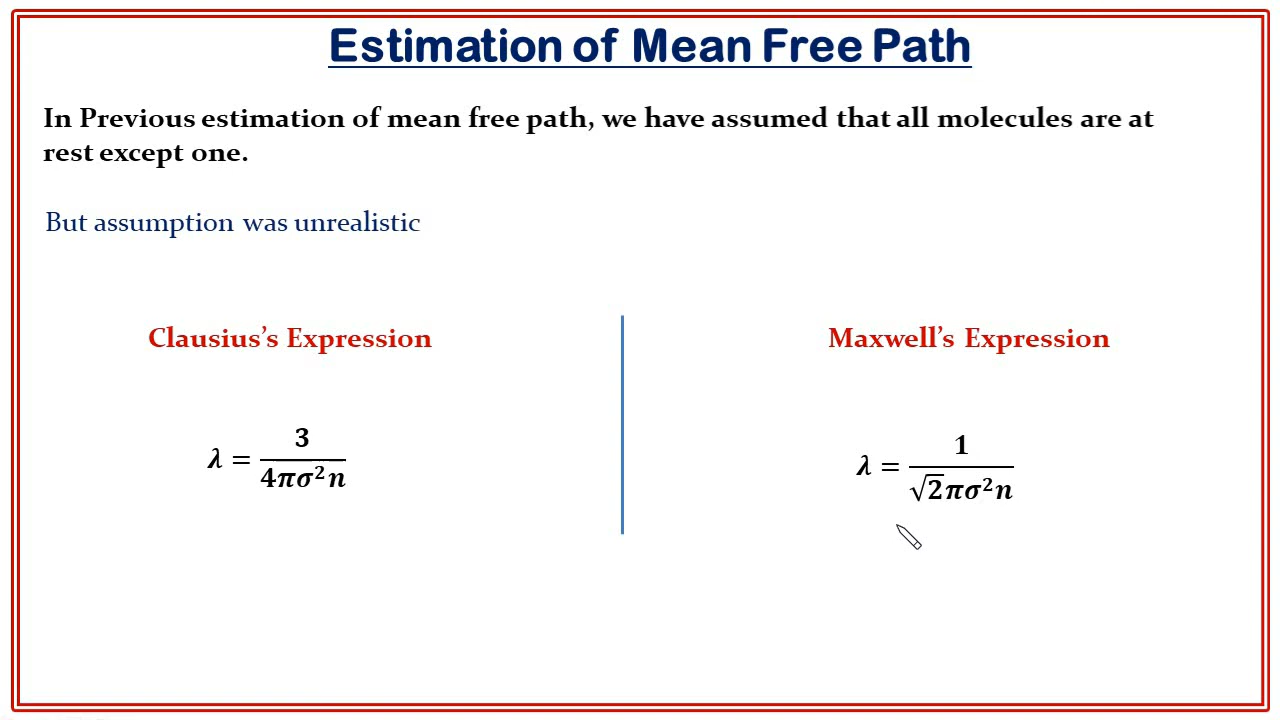 Estimation of Mean Free Path
In Previous estimation of mean free path, we have assumed that all molecules are at
rest except one.
But assumption was unrealistic
Clausius’s Expression
λ = 3 / 4πσ²n
Maxwell’s Expression
λ = 1 / √2πσ²n